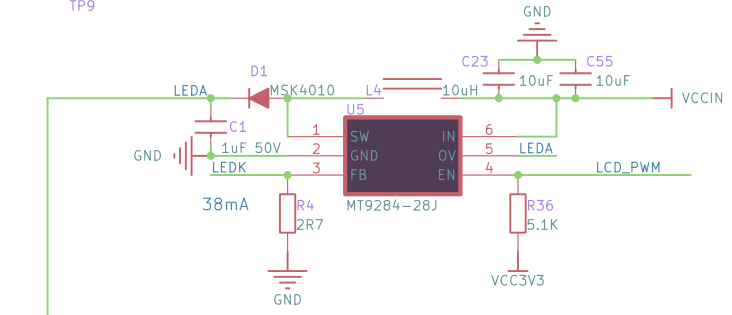 TP9
GND
D1
C23
C55
LEDA
MSK4010
L4
10uH
10uF
10uF
VCCIN
U5
C1
1
SW
IN
6
GND
1uF 50V
2
GND
OV
5
LEDA
LEDK
3
FB
EN
4
LCD_PWM
38mA
R4
MT9284-28J
R36
2R7
5.1K
GND
VCC3V3